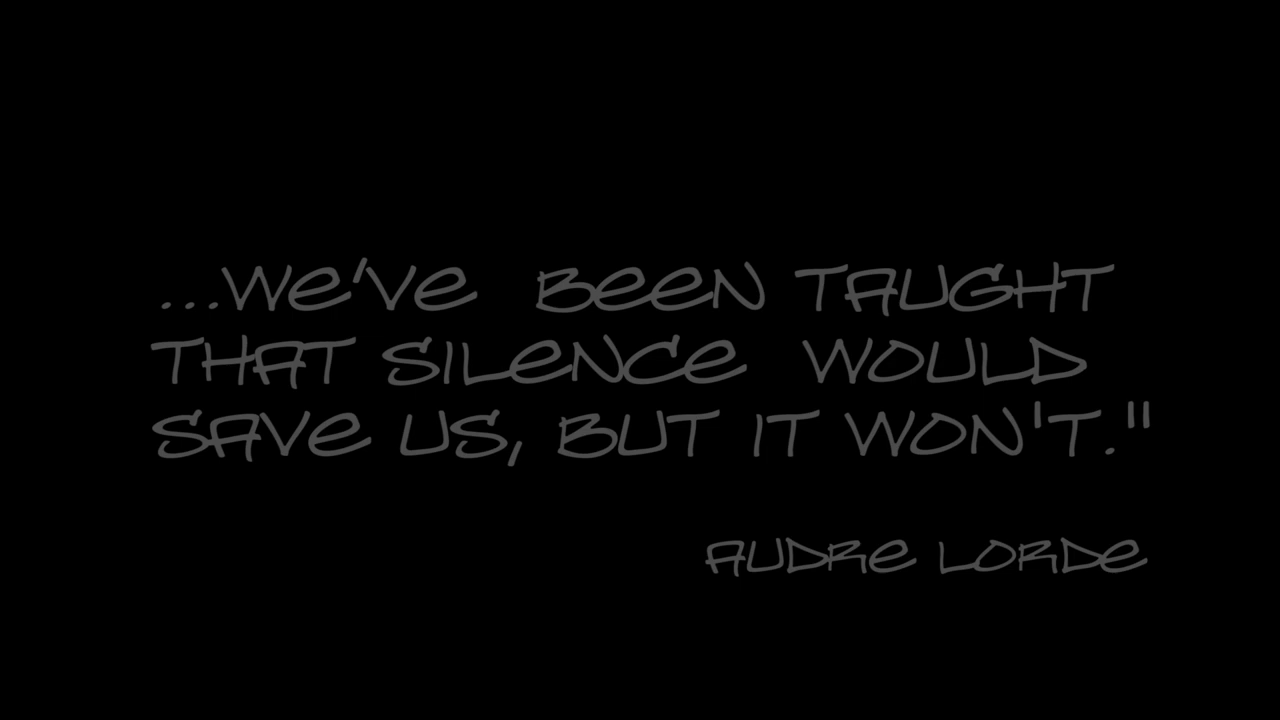 ...We've been taught
that silence would
save us, but it won't."
Audre Lorde